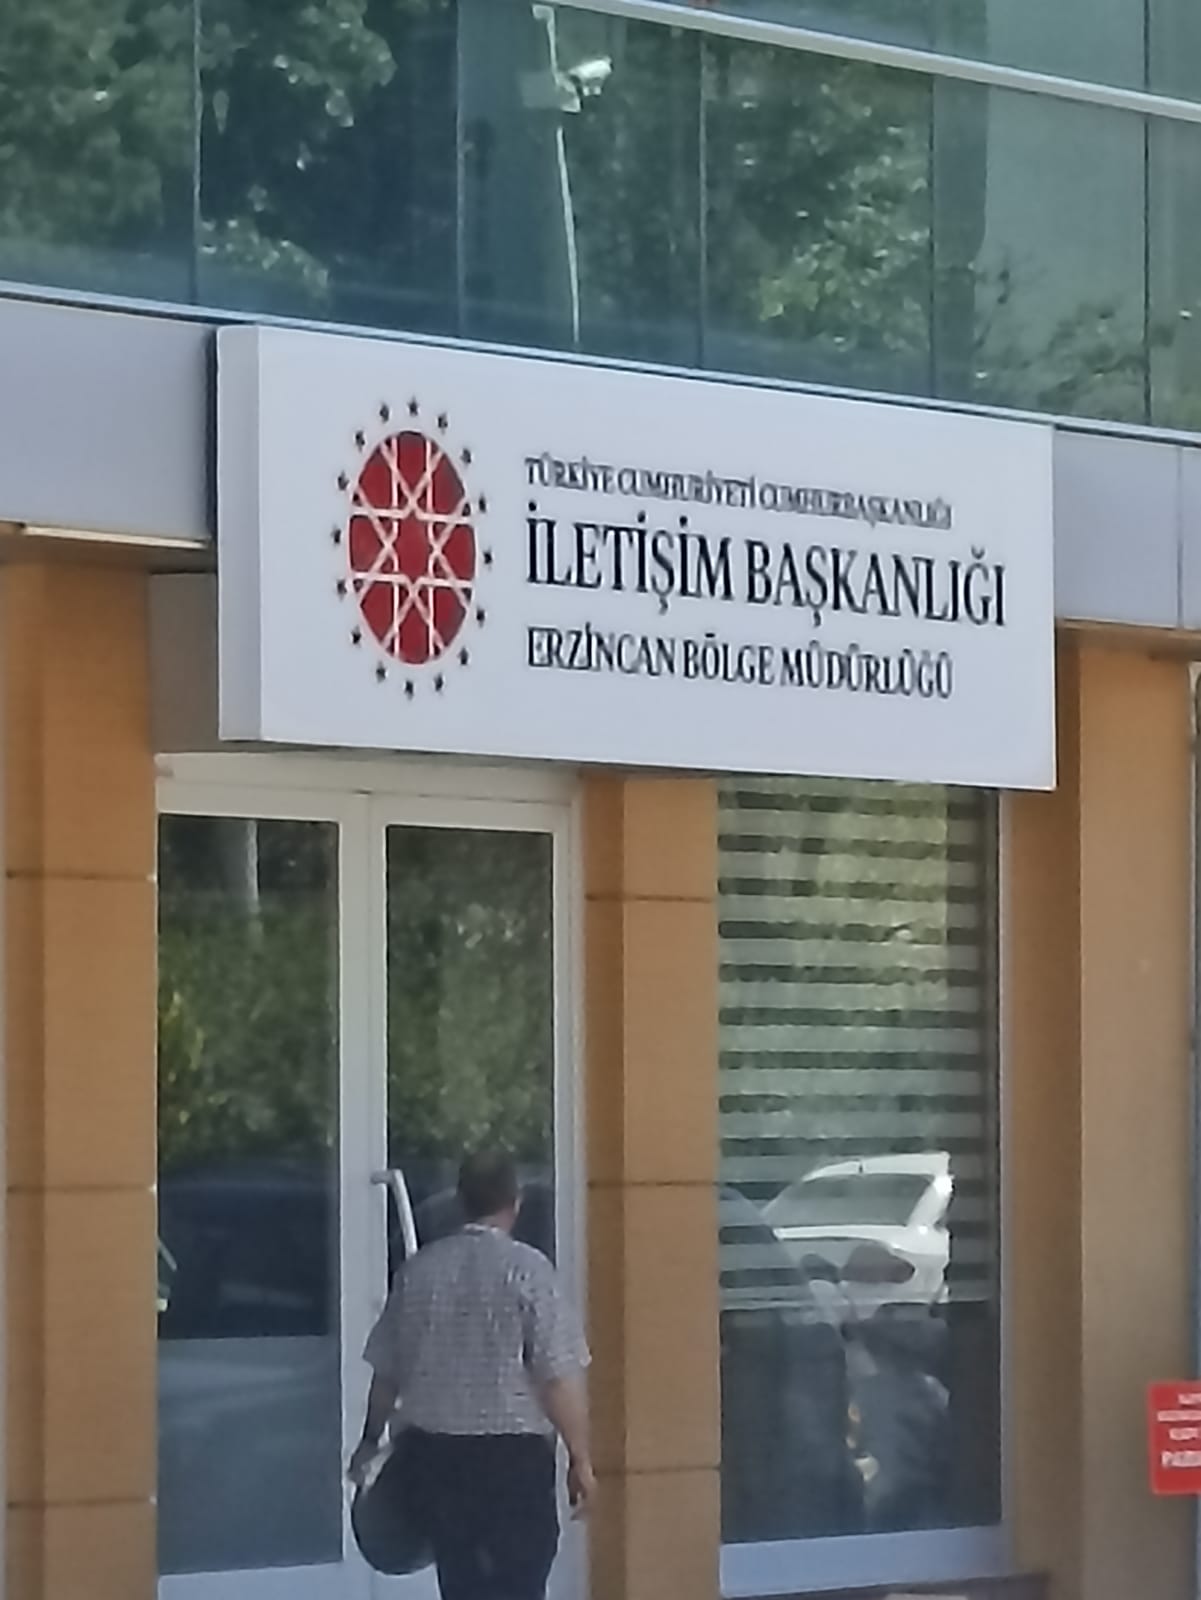 TÜRKİYE CUMHURİYETİ CUMHURBAŞKANLIĞI
İLETİŞİM BAŞKANLIĞI
ERZİNCAN BÖLGE MÜDÜRLÜĞÜ